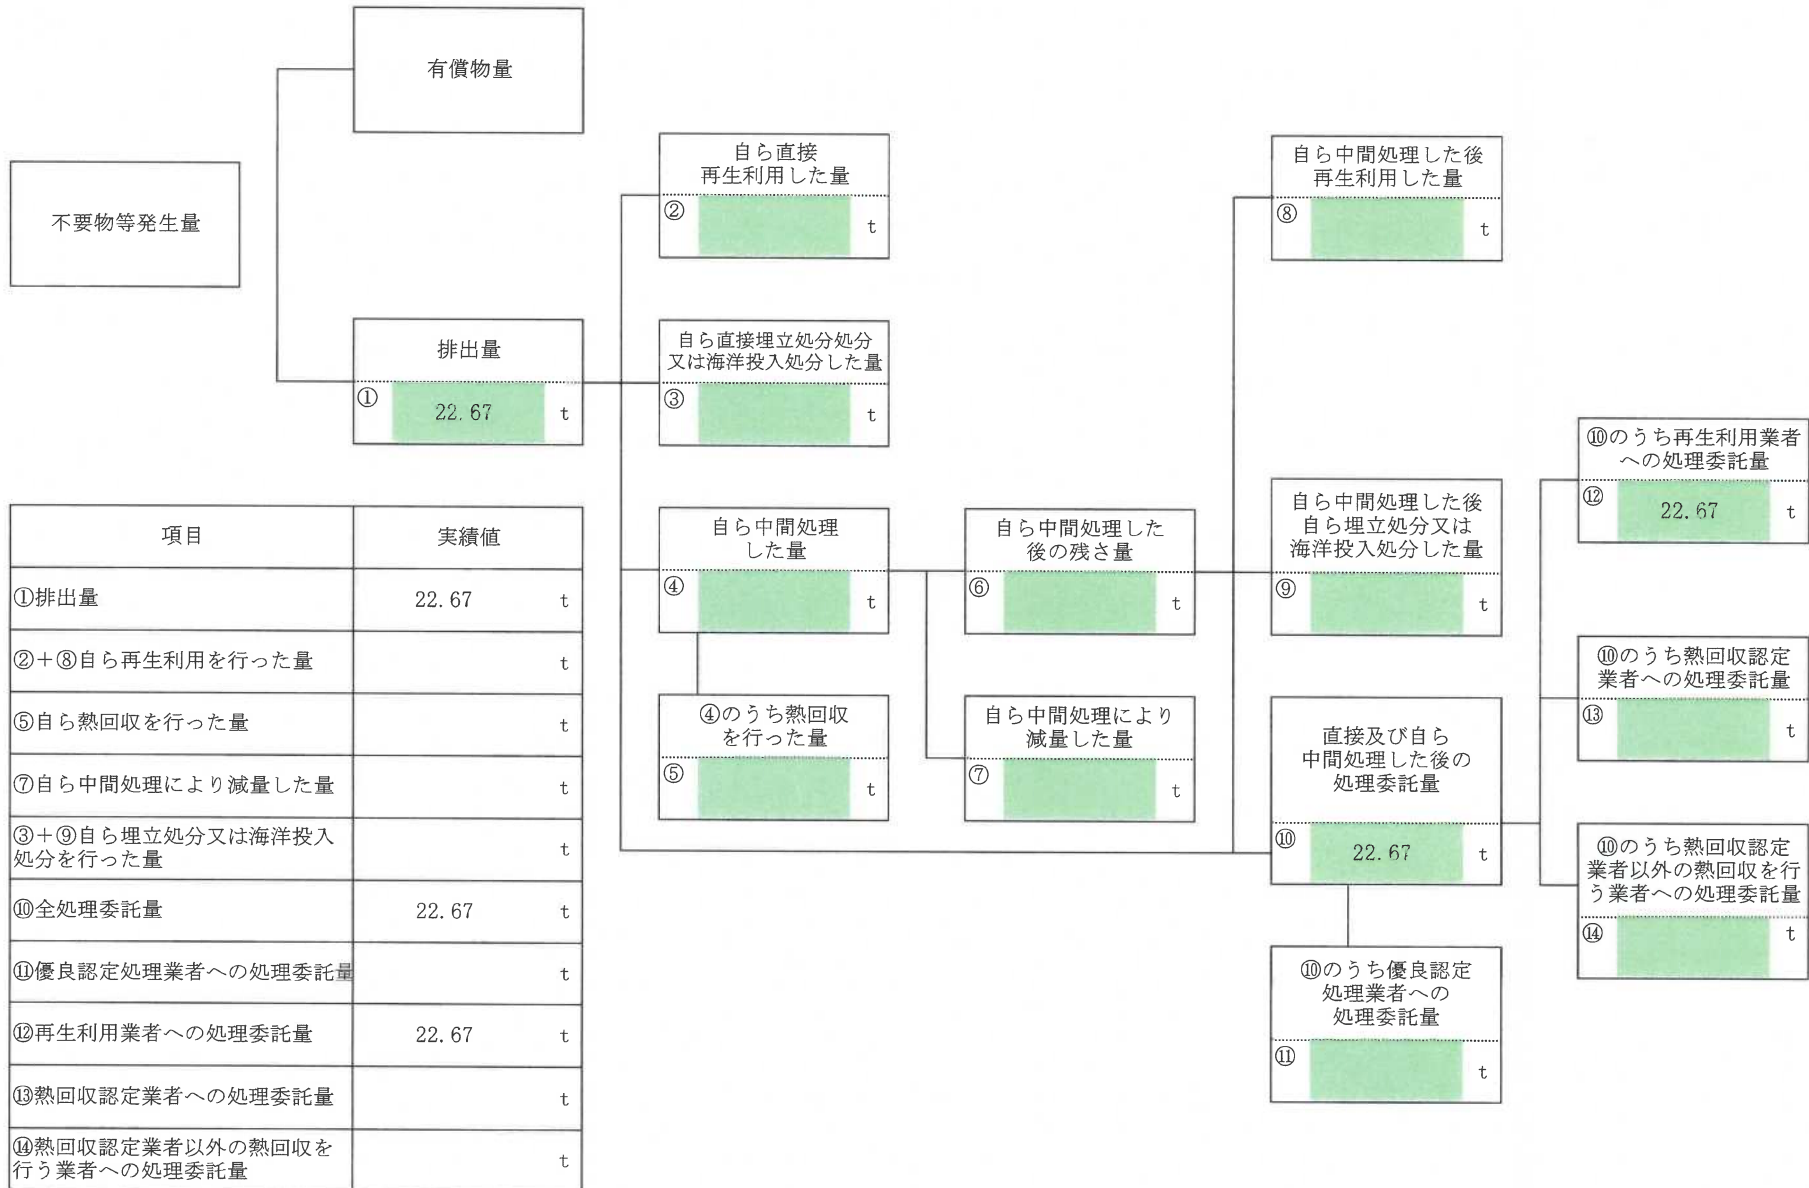 有償物量
不要物等発生量
排出量
① 22.67 t
自ら直接
再生利用した量
② t
自ら直接埋立処分処分
又は海洋投入処分した量
③ t
自ら中間処理
した量
④ t
④のうち熱回収
を行った量
⑤ t
自ら中間処理した
後の残さ量
⑥ t
自ら中間処理により
減量した量
⑦ t
自ら中間処理した後
再生利用した量
⑧ t
自ら中間処理した後
自ら埋立処分又は
海洋投入処分した量
⑨ t
直接及び自ら
中間処理した後の
処理委託量
⑩ 22.67 t
⑩のうち優良認定
処理業者への
処理委託量
⑪ t
⑩のうち再生利用業者
への処理委託量
⑫ 22.67 t
⑩のうち熱回収認定
業者への処理委託量
⑬ t
⑩のうち熱回収認定
業者以外の熱回収を行
う業者への処理委託量
⑭ t
項目 実績値
①排出量 22.67 t
②+⑧自ら再生利用を行った量 t
⑤自ら熱回収を行った量 t
⑦自ら中間処理により減量した量 t
③+⑨自ら埋立処分又は海洋投入
処分を行った量 t
⑩全処理委託量 22.67 t
⑪優良認定処理業者への処理委託量 t
⑫再生利用業者への処理委託量 22.67 t
⑬熱回収認定業者への処理委託量 t
⑭熱回収認定業者以外の熱回収を
行う業者への処理委託量 t